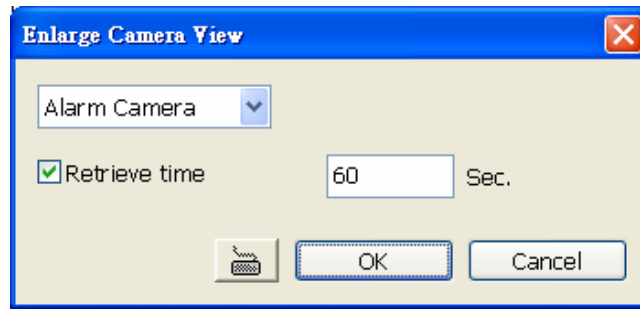 Enlarge Camera View
Alarm Camera
Retrieve time 60 Sec.
OK Cancel